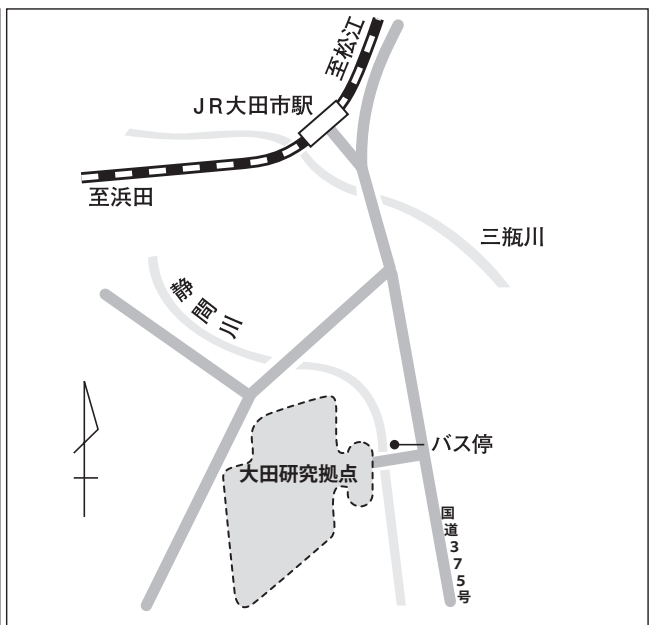 至松江
JR大田市駅
至浜田
三瓶川
静間川
バス停
大田研究拠点
国道375号